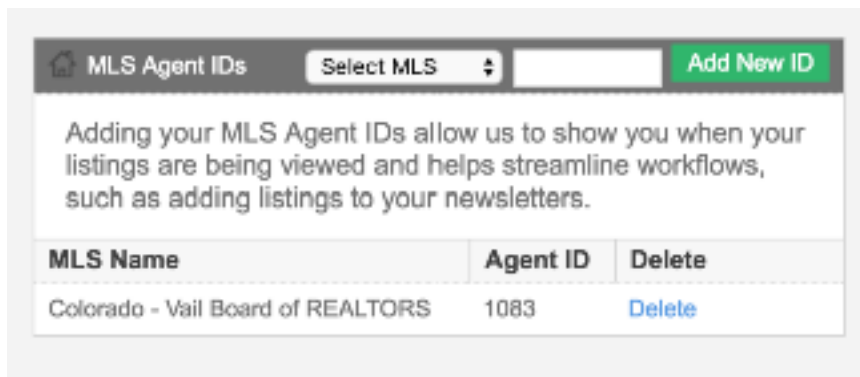 MLS Agent IDs Select MLS Add New ID
Adding your MLS Agent IDs allow us to show you when your
listings are being viewed and helps streamline workflows,
such as adding listings to your newsletters.
MLS Name Agent ID Delete
Colorado - Vail Board of REALTORS 1083 Delete